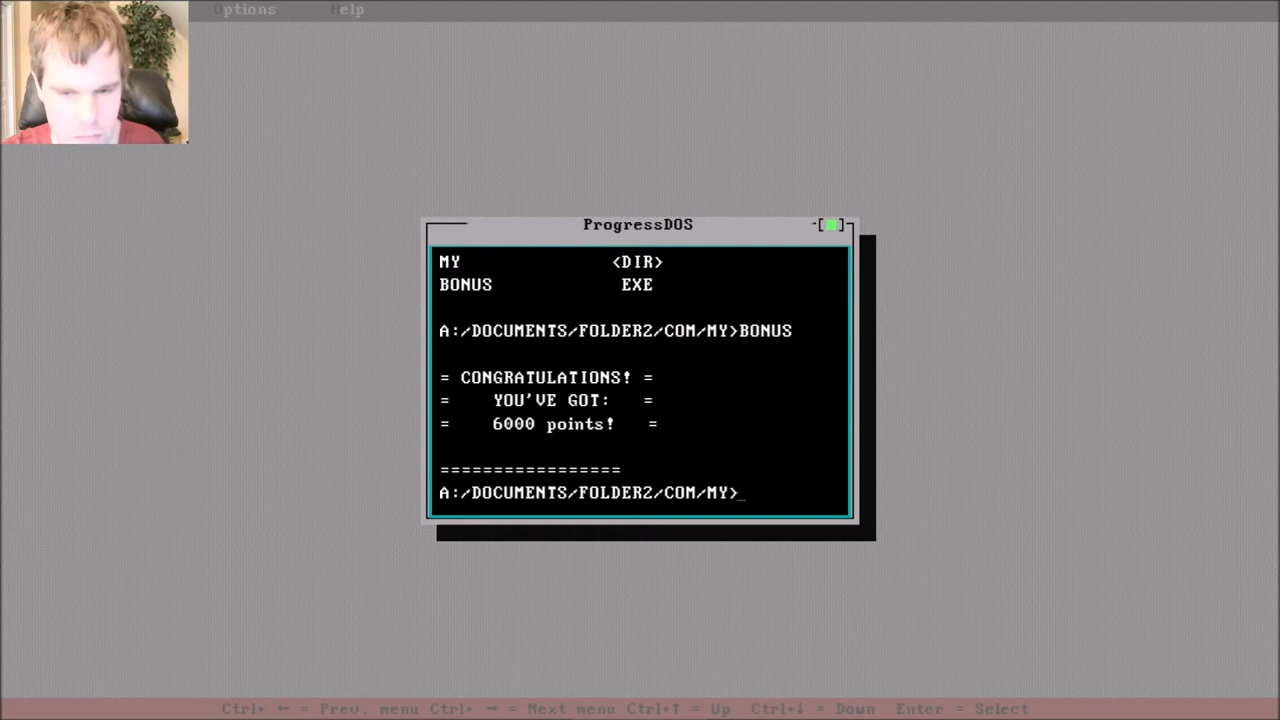 Options Help
ProgressDOS
MY <DIR>
BONUS EXE
A:/DOCUMENTS/FOLDER2/COM/MY>BONUS
= CONGRATULATIONS! =
= YOU'VE GOT: =
= 6000 points! =
=================
A:/DOCUMENTS/FOLDER2/COM/MY>_
Ctrl+ ← = Prev. menu Ctrl+ → = Next menu Ctrl+↑ = Up Ctrl+↓ = Down Enter = Select